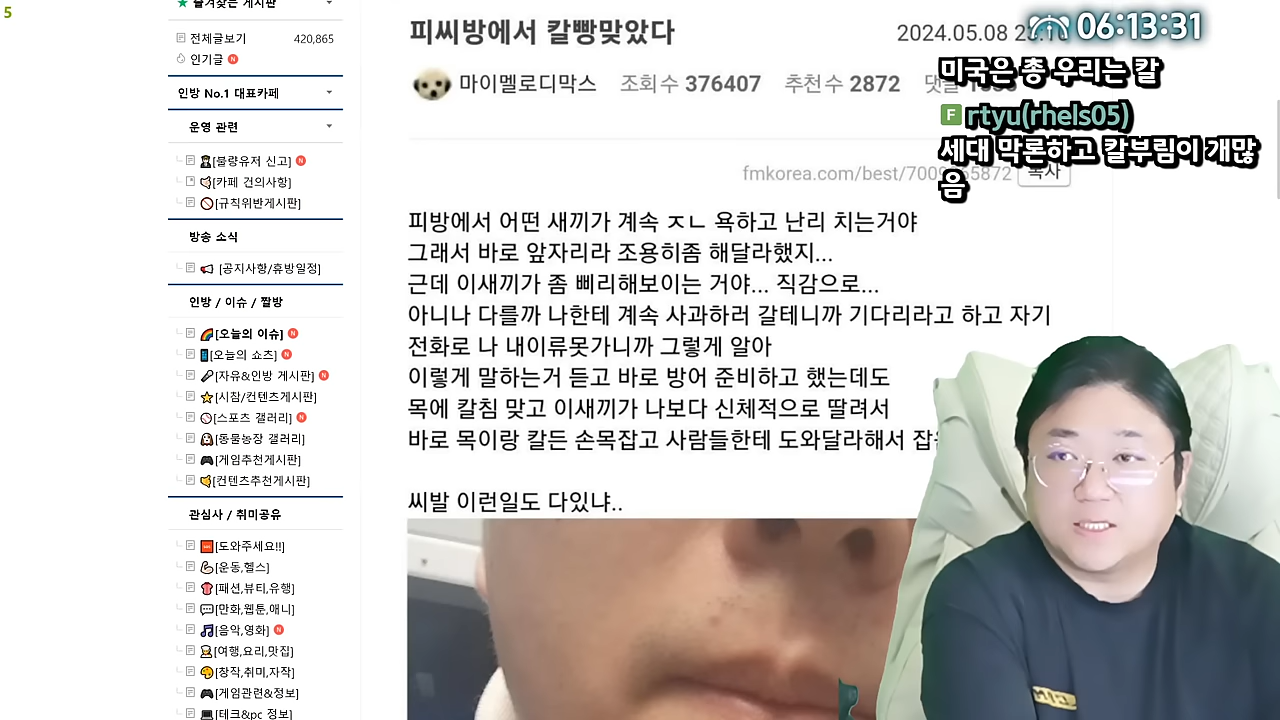 5
즐겨찾는 게시판
전체글보기 420,865
인기글 N
인방 No.1 대표카페
운영 관련
[불량유저 신고] N
[카페 건의사항]
[규칙위반게시판]
방송 소식
[공지사항/휴방일정]
인방 / 이슈 / 짤방
[오늘의 이슈] N
[오늘의 쇼츠] N
[자유&인방 게시판] N
[시참/컨텐츠게시판]
[스포츠 갤러리] N
[동물농장 갤러리]
[게임추천게시판]
[컨텐츠추천게시판]
관심사 / 취미공유
[도와주세요!!]
[운동,헬스]
[패션,뷰티,유행]
[만화,웹툰,애니]
[음악,영화] N
[여행,요리,맛집]
[창작,취미,자작]
[게임관련&정보]
[테크&pc 정보]
피씨방에서 칼빵맞았다
2024.05.08
마이멜로디막스 조회수 376407 추천수 2872 댓글
fmkorea.com/best/7009 65872 복사
피방에서 어떤 새끼가 계속 ㅈㄴ 욕하고 난리 치는거야
그래서 바로 앞자리라 조용히좀 해달라했지...
근데 이새끼가 좀 삐리해보이는 거야... 직감으로...
아니나 다를까 나한테 계속 사과하러 갈테니까 기다리라고 하고 자기
전화로 나 내이류못가니까 그렇게 알아
이렇게 말하는거 듣고 바로 방어 준비하고 했는데도
목에 칼침 맞고 이새끼가 나보다 신체적으로 딸려서
바로 목이랑 칼든 손목잡고 사람들한테 도와달라해서
씨발 이런일도 다있냐..
06:13:31
미국은 총 우리는 칼
F rtyu(rhels05)
세대 막론하고 칼부림이 개많
음